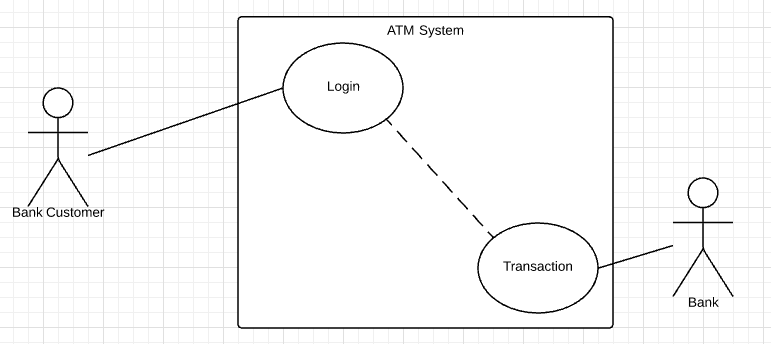 ATM System
Login
Bank Customer
Transaction
Bank